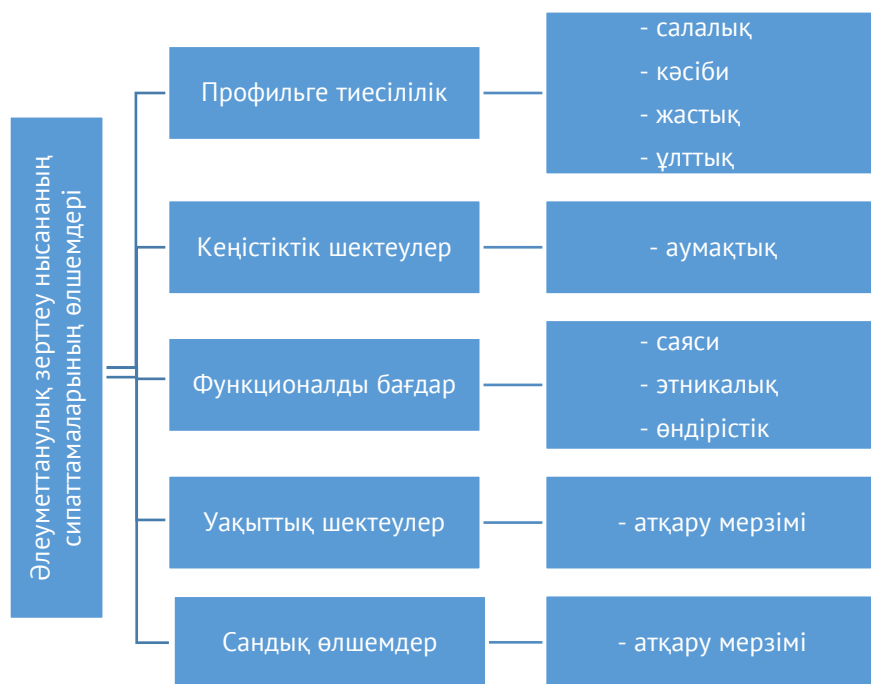 Әлеуметтанулық зерттеу нысананың
сипаттамаларының өлшемдері
Профильге тиесілілік
- салалық
- кәсіби
- жастық
- ұлттық
Кеңістіктік шектеулер
- аумақтық
Функционалды бағдар
- саяси
- этникалық
- өндірістік
Уақыттық шектеулер
- атқару мерзімі
Сандық өлшемдер
- атқару мерзімі